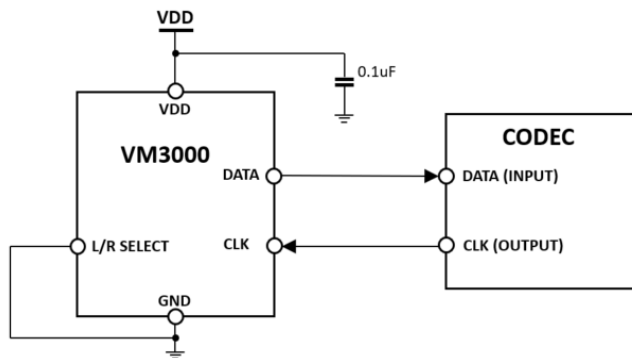 VDD
0.1uF
VDD
VM3000
CODEC
DATA
DATA (INPUT)
L/R SELECT
CLK
CLK (OUTPUT)
GND